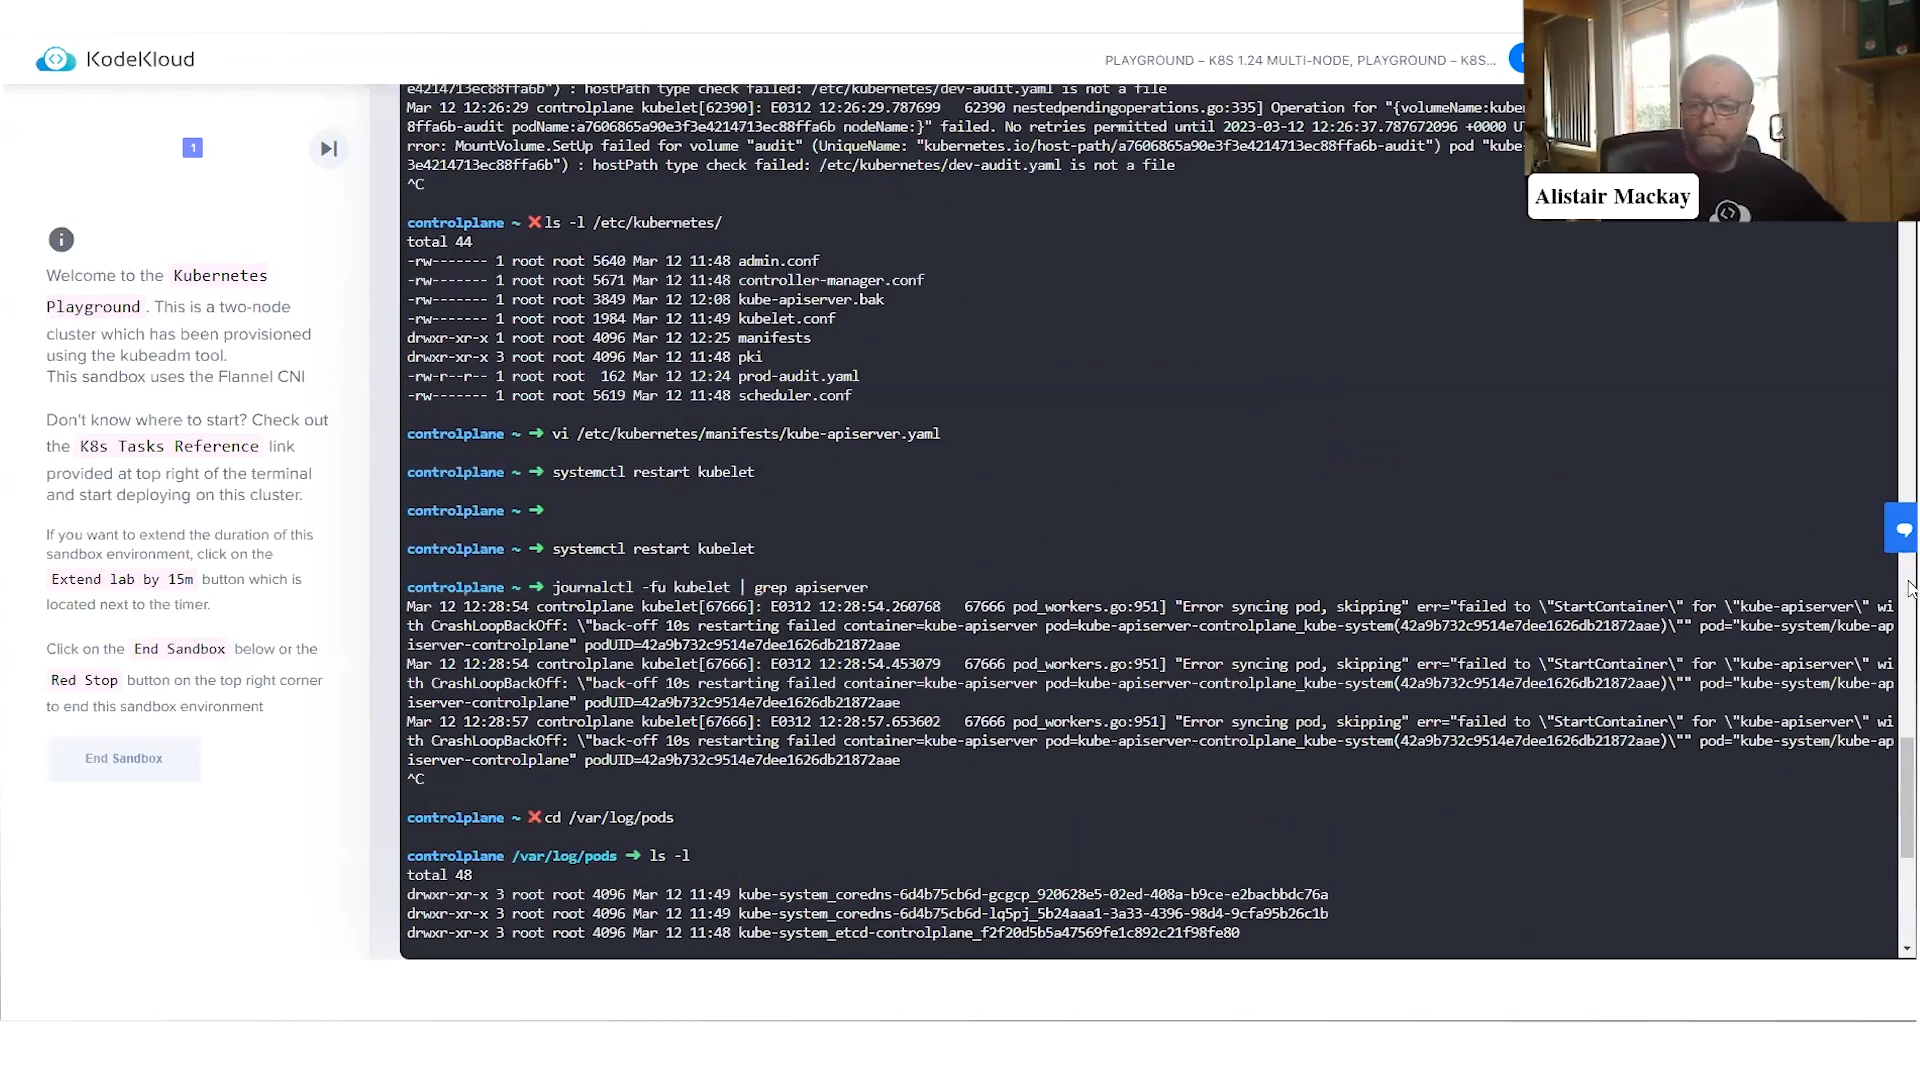 KodeKloud
PLAYGROUND – K8S 1.24 MULTI-NODE, PLAYGROUND – K8S...
Alistair Mackay
1
Welcome to the Kubernetes
Playground . This is a two-node
cluster which has been provisioned
using the kubeadm tool.
This sandbox uses the Flannel CNI
Don't know where to start? Check out
the K8s Tasks Reference link
provided at top right of the terminal
and start deploying on this cluster.
If you want to extend the duration of this
sandbox environment, click on the
Extend lab by 15m button which is
located next to the timer.
Click on the End Sandbox below or the
Red Stop button on the top right corner
to end this sandbox environment
End Sandbox
e4214713ec88ffa6b") : hostPath type check failed: /etc/kubernetes/dev-audit.yaml is not a file
Mar 12 12:26:29 controlplane kubelet[62390]: E0312 12:26:29.787699   62390 nestedpendingoperations.go:335] Operation for "{volumeName:kuber
8ffa6b-audit podName:a7606865a90e3f3e4214713ec88ffa6b nodeName:}" failed. No retries permitted until 2023-03-12 12:26:37.787672096 +0000 U
rror: MountVolume.SetUp failed for volume "audit" (UniqueName: "kubernetes.io/host-path/a7606865a90e3f3e4214713ec88ffa6b-audit") pod "kube-
3e4214713ec88ffa6b") : hostPath type check failed: /etc/kubernetes/dev-audit.yaml is not a file
^C
controlplane ~ ✖ ls -l /etc/kubernetes/
total 44
-rw------- 1 root root 5640 Mar 12 11:48 admin.conf
-rw------- 1 root root 5671 Mar 12 11:48 controller-manager.conf
-rw------- 1 root root 3849 Mar 12 12:08 kube-apiserver.bak
-rw------- 1 root root 1984 Mar 12 11:49 kubelet.conf
drwxr-xr-x 1 root root 4096 Mar 12 12:25 manifests
drwxr-xr-x 3 root root 4096 Mar 12 11:48 pki
-rw-r--r-- 1 root root  162 Mar 12 12:24 prod-audit.yaml
-rw------- 1 root root 5619 Mar 12 11:48 scheduler.conf
controlplane ~ ➜ vi /etc/kubernetes/manifests/kube-apiserver.yaml
controlplane ~ ➜ systemctl restart kubelet
controlplane ~ ➜
controlplane ~ ➜ systemctl restart kubelet
controlplane ~ ➜ journalctl -fu kubelet | grep apiserver
Mar 12 12:28:54 controlplane kubelet[67666]: E0312 12:28:54.260768   67666 pod_workers.go:951] "Error syncing pod, skipping" err="failed to \"StartContainer\" for \"kube-apiserver\" wi
th CrashLoopBackOff: \"back-off 10s restarting failed container=kube-apiserver pod=kube-apiserver-controlplane_kube-system(42a9b732c9514e7dee1626db21872aae)\"" pod="kube-system/kube-ap
iserver-controlplane" podUID=42a9b732c9514e7dee1626db21872aae
Mar 12 12:28:54 controlplane kubelet[67666]: E0312 12:28:54.453079   67666 pod_workers.go:951] "Error syncing pod, skipping" err="failed to \"StartContainer\" for \"kube-apiserver\" wi
th CrashLoopBackOff: \"back-off 10s restarting failed container=kube-apiserver pod=kube-apiserver-controlplane_kube-system(42a9b732c9514e7dee1626db21872aae)\"" pod="kube-system/kube-ap
iserver-controlplane" podUID=42a9b732c9514e7dee1626db21872aae
Mar 12 12:28:57 controlplane kubelet[67666]: E0312 12:28:57.653602   67666 pod_workers.go:951] "Error syncing pod, skipping" err="failed to \"StartContainer\" for \"kube-apiserver\" wi
th CrashLoopBackOff: \"back-off 10s restarting failed container=kube-apiserver pod=kube-apiserver-controlplane_kube-system(42a9b732c9514e7dee1626db21872aae)\"" pod="kube-system/kube-ap
iserver-controlplane" podUID=42a9b732c9514e7dee1626db21872aae
^C
controlplane ~ ✖ cd /var/log/pods
controlplane /var/log/pods ➜ ls -l
total 48
drwxr-xr-x 3 root root 4096 Mar 12 11:49 kube-system_coredns-6d4b75cb6d-gcgcp_920628e5-02ed-408a-b9ce-e2bacbbdc76a
drwxr-xr-x 3 root root 4096 Mar 12 11:49 kube-system_coredns-6d4b75cb6d-lq5pj_5b24aaa1-3a33-4396-98d4-9cfa95b26c1b
drwxr-xr-x 3 root root 4096 Mar 12 11:48 kube-system_etcd-controlplane_f2f20d5b5a47569fe1c892c21f98fe80